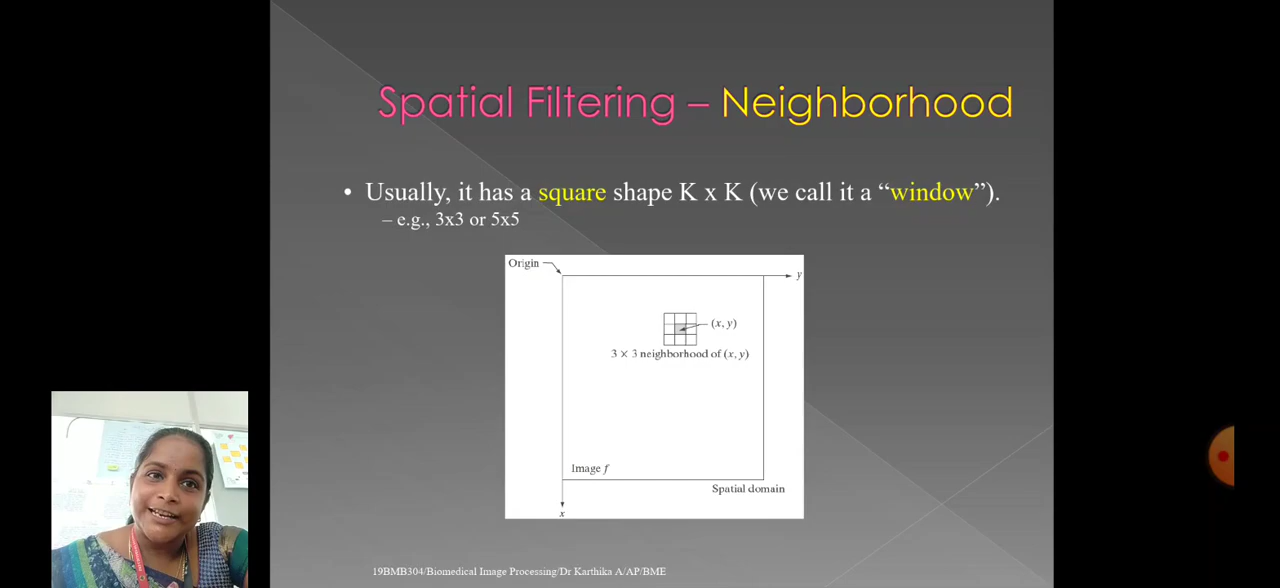 Spatial Filtering – Neighborhood
• Usually, it has a square shape K x K (we call it a “window”).
– e.g., 3x3 or 5x5
Origin
y
(x, y)
3 × 3 neighborhood of (x, y)
Image f
Spatial domain
x
19BMB304/Biomedical Image Processing/Dr Karthika A/AP/BME